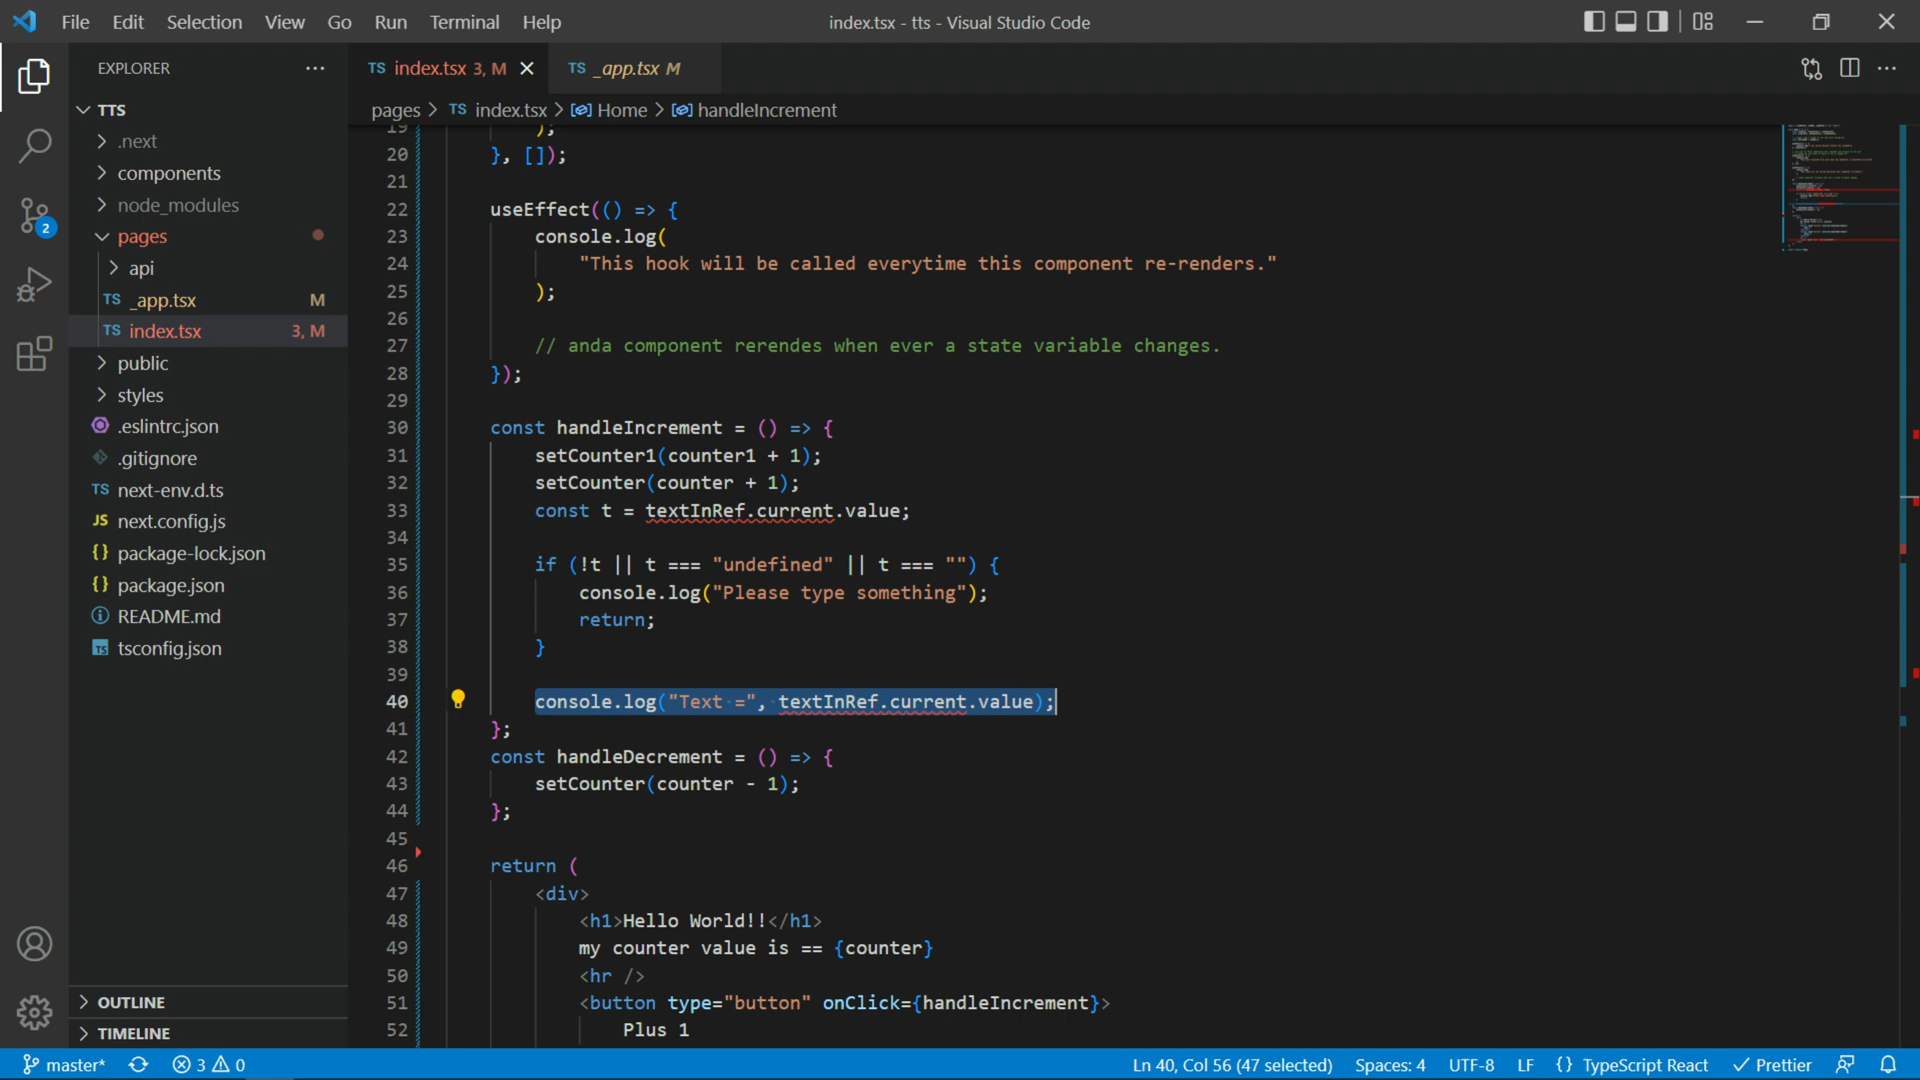 File Edit Selection View Go Run Terminal Help
index.tsx - tts - Visual Studio Code
EXPLORER
TTS
.next
components
node_modules
pages
api
TS _app.tsx M
TS index.tsx 3, M
public
styles
.eslintrc.json
.gitignore
TS next-env.d.ts
JS next.config.js
{} package-lock.json
{} package.json
README.md
TS tsconfig.json
OUTLINE
TIMELINE
2
TS index.tsx 3, M
TS _app.tsx M
pages > TS index.tsx > Home > handleIncrement
19 );
20 }, []);
21
22 useEffect(() => {
23 console.log(
24 "This hook will be called everytime this component re-renders."
25 );
26
27 // anda component rerendes when ever a state variable changes.
28 });
29
30 const handleIncrement = () => {
31 setCounter1(counter1 + 1);
32 setCounter(counter + 1);
33 const t = textInRef.current.value;
34
35 if (!t || t === "undefined" || t === "") {
36 console.log("Please type something");
37 return;
38 }
39
40 console.log("Text =", textInRef.current.value);
41 };
42 const handleDecrement = () => {
43 setCounter(counter - 1);
44 };
45
46 return (
47 <div>
48 <h1>Hello World!!</h1>
49 my counter value is == {counter}
50 <hr />
51 <button type="button" onClick={handleIncrement}>
52 Plus 1
master* 3 0 Ln 40, Col 56 (47 selected) Spaces: 4 UTF-8 LF {} TypeScript React Prettier